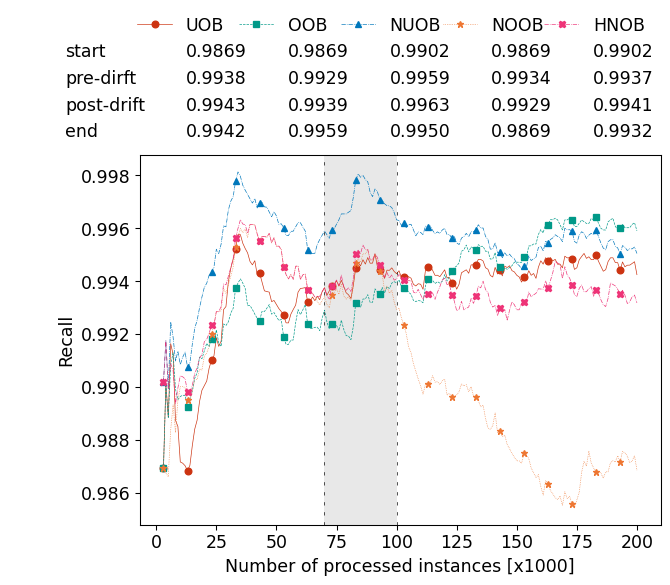 UOB OOB NUOB NOOB HNOB
start 0.9869 0.9869 0.9902 0.9869 0.9902
pre-dirft 0.9938 0.9929 0.9959 0.9934 0.9937
post-drift 0.9943 0.9939 0.9963 0.9929 0.9941
end 0.9942 0.9959 0.9950 0.9869 0.9932
0.998
0.996
0.994
0.992
0.990
0.988
0.986
Recall
0 25 50 75 100 125 150 175 200
Number of processed instances [x1000]